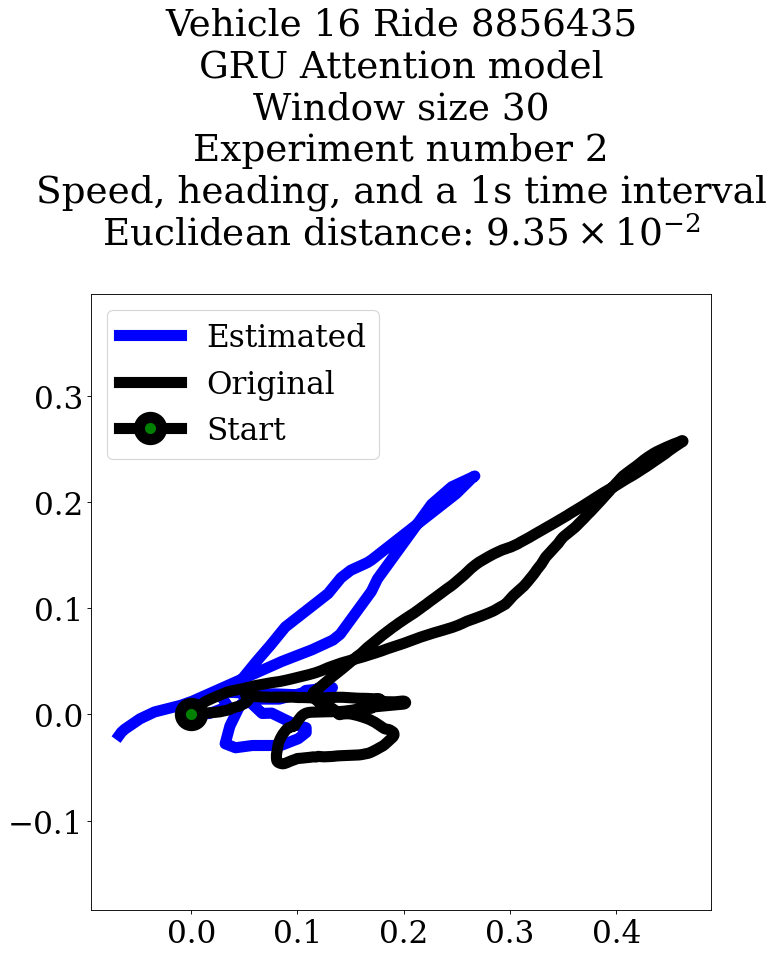 Vehicle 16 Ride 8856435
GRU Attention model
Window size 30
Experiment number 2
Speed, heading, and a 1s time interval
Euclidean distance: 9.35 × 10⁻²
Estimated
Original
Start
0.3
0.2
0.1
0.0
−0.1
0.0 0.1 0.2 0.3 0.4